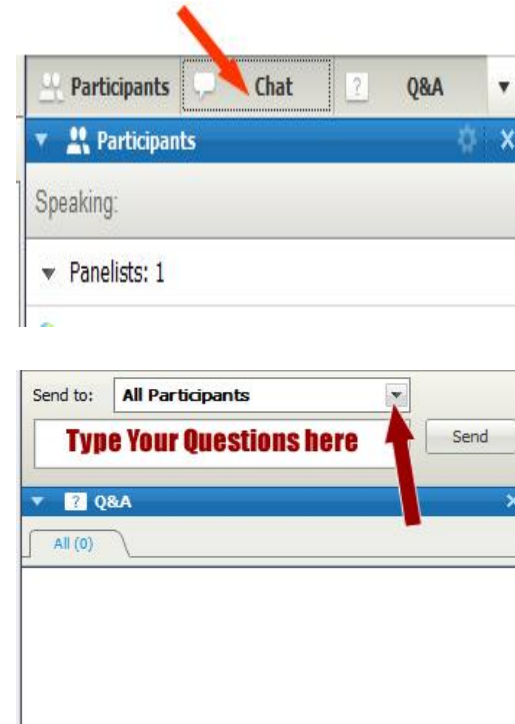 Participants Chat ? Q&A
Participants
Speaking:
Panelists: 1
Send to: All Participants
Type Your Questions here Send
? Q&A
All (0)